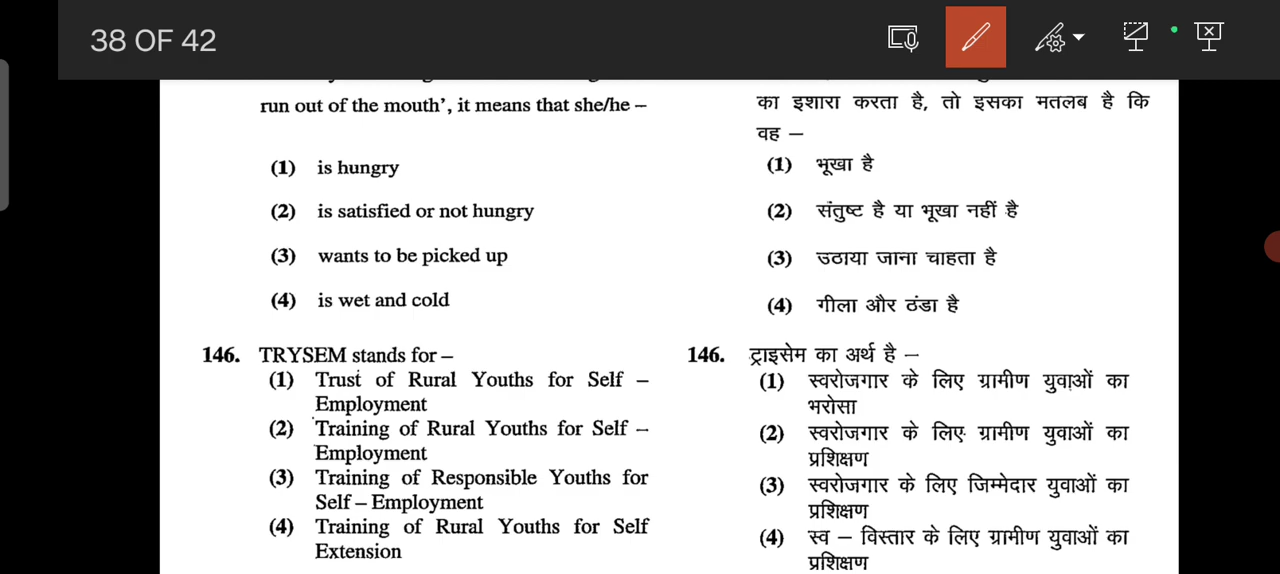 38 OF 42
run out of the mouth’, it means that she/he –
(1) is hungry
(2) is satisfied or not hungry
(3) wants to be picked up
(4) is wet and cold
146. TRYSEM stands for –
(1) Trust of Rural Youths for Self –
Employment
(2) Training of Rural Youths for Self –
Employment
(3) Training of Responsible Youths for
Self – Employment
(4) Training of Rural Youths for Self
Extension
का इशारा करता है, तो इसका मतलब है कि
वह –
(1) भूखा है
(2) संतुष्ट है या भूखा नहीं है
(3) उठाया जाना चाहता है
(4) गीला और ठंडा है
146. ट्राइसेम का अर्थ है –
(1) स्वरोजगार के लिए ग्रामीण युवाओं का
भरोसा
(2) स्वरोजगार के लिए ग्रामीण युवाओं का
प्रशिक्षण
(3) स्वरोजगार के लिए जिम्मेदार युवाओं का
प्रशिक्षण
(4) स्व – विस्तार के लिए ग्रामीण युवाओं का
प्रशिक्षण